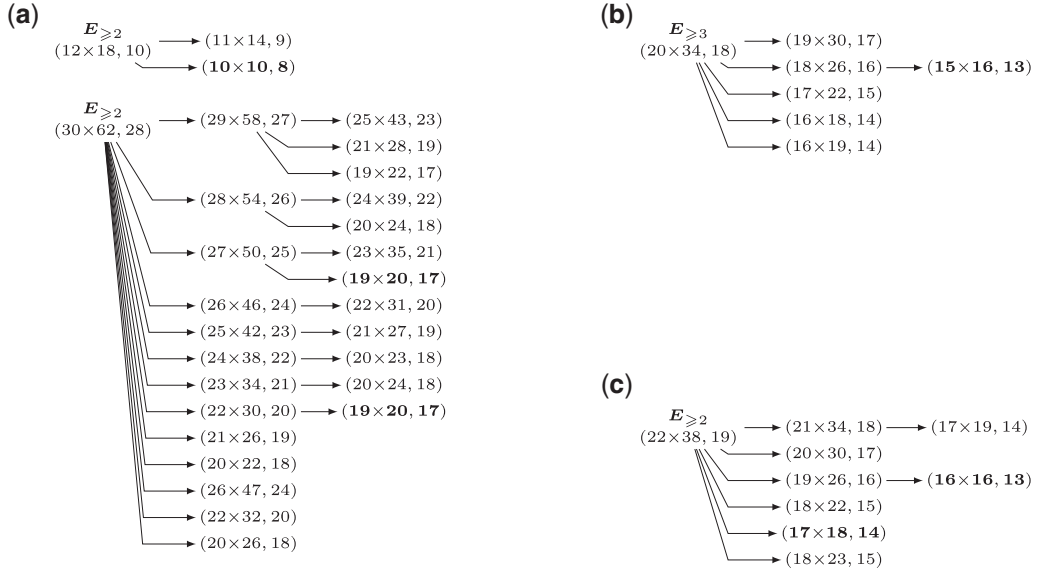 (a)
E⩾2
(12×18, 10)
(11×14, 9)
(10×10, 8)
E⩾2
(30×62, 28)
(29×58, 27) (25×43, 23)
(21×28, 19)
(19×22, 17)
(28×54, 26) (24×39, 22)
(20×24, 18)
(27×50, 25) (23×35, 21)
(19×20, 17)
(26×46, 24) (22×31, 20)
(25×42, 23) (21×27, 19)
(24×38, 22) (20×23, 18)
(23×34, 21) (20×24, 18)
(22×30, 20) (19×20, 17)
(21×26, 19)
(20×22, 18)
(26×47, 24)
(22×32, 20)
(20×26, 18)
(b)
E⩾3
(20×34, 18)
(19×30, 17)
(18×26, 16) (15×16, 13)
(17×22, 15)
(16×18, 14)
(16×19, 14)
(c)
E⩾2
(22×38, 19)
(21×34, 18) (17×19, 14)
(20×30, 17)
(19×26, 16) (16×16, 13)
(18×22, 15)
(17×18, 14)
(18×23, 15)